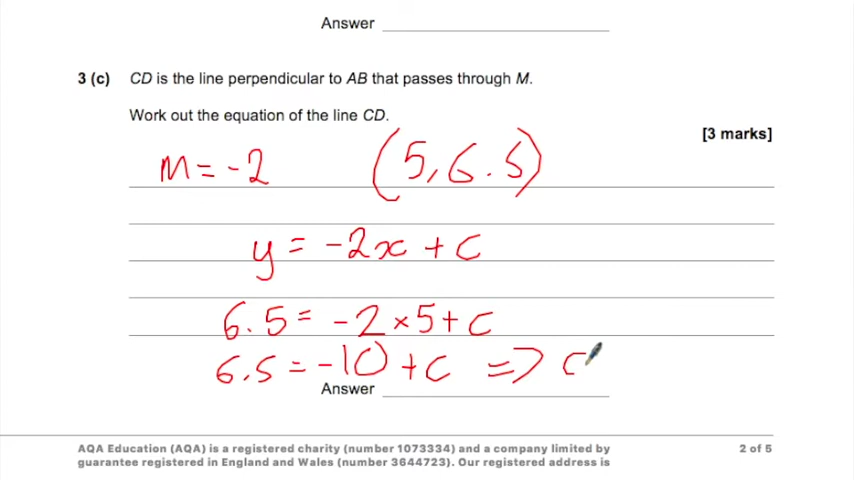 Answer
3 (c) CD is the line perpendicular to AB that passes through M.
Work out the equation of the line CD.
[3 marks]
m = -2 (5, 6.5)
y = -2x + c
6.5 = -2 × 5 + c
6.5 = -10 + c => c
Answer
AQA Education (AQA) is a registered charity (number 1073334) and a company limited by 2 of 5
guarantee registered in England and Wales (number 3644723). Our registered address is